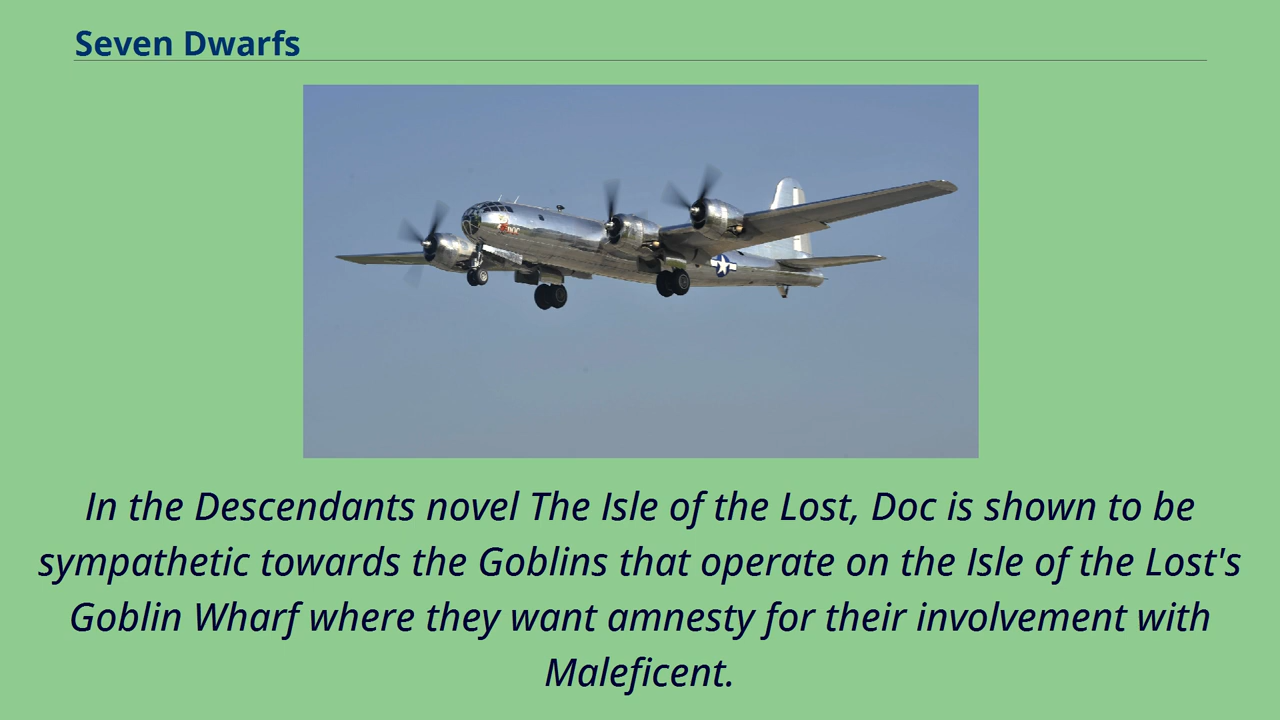 Seven Dwarfs
In the Descendants novel The Isle of the Lost, Doc is shown to be
sympathetic towards the Goblins that operate on the Isle of the Lost's
Goblin Wharf where they want amnesty for their involvement with
Maleficent.